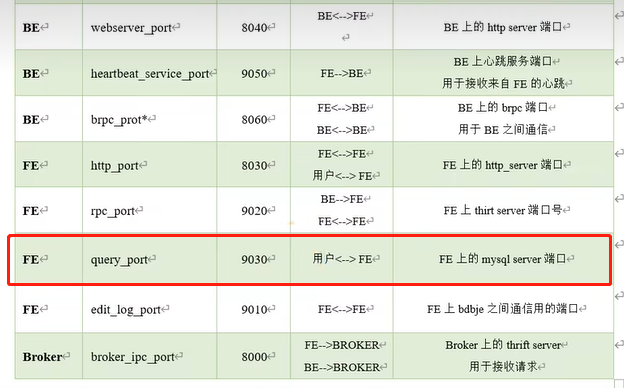 BE webserver_port 8040 BE<-->FE BE 上的 http server 端口
BE heartbeat_service_port 9050 FE-->BE BE 上心跳服务端口
用于接收来自 FE 的心跳
BE brpc_prot* 8060 FE<-->BE BE 上的 brpc 端口
BE<-->BE 用于 BE 之间通信
FE http_port 8030 FE<-->FE FE 上的 http_server 端口
用户<--> FE
FE rpc_port 9020 BE-->FE FE 上 thirt server 端口号
FE<-->FE
FE query_port 9030 用户<--> FE FE 上的 mysql server 端口
FE edit_log_port 9010 FE<-->FE FE 上 bdbje 之间通信用的端口
Broker broker_ipc_port 8000 FE-->BROKER Broker 上的 thrift server
BE-->BROKER 用于接收请求